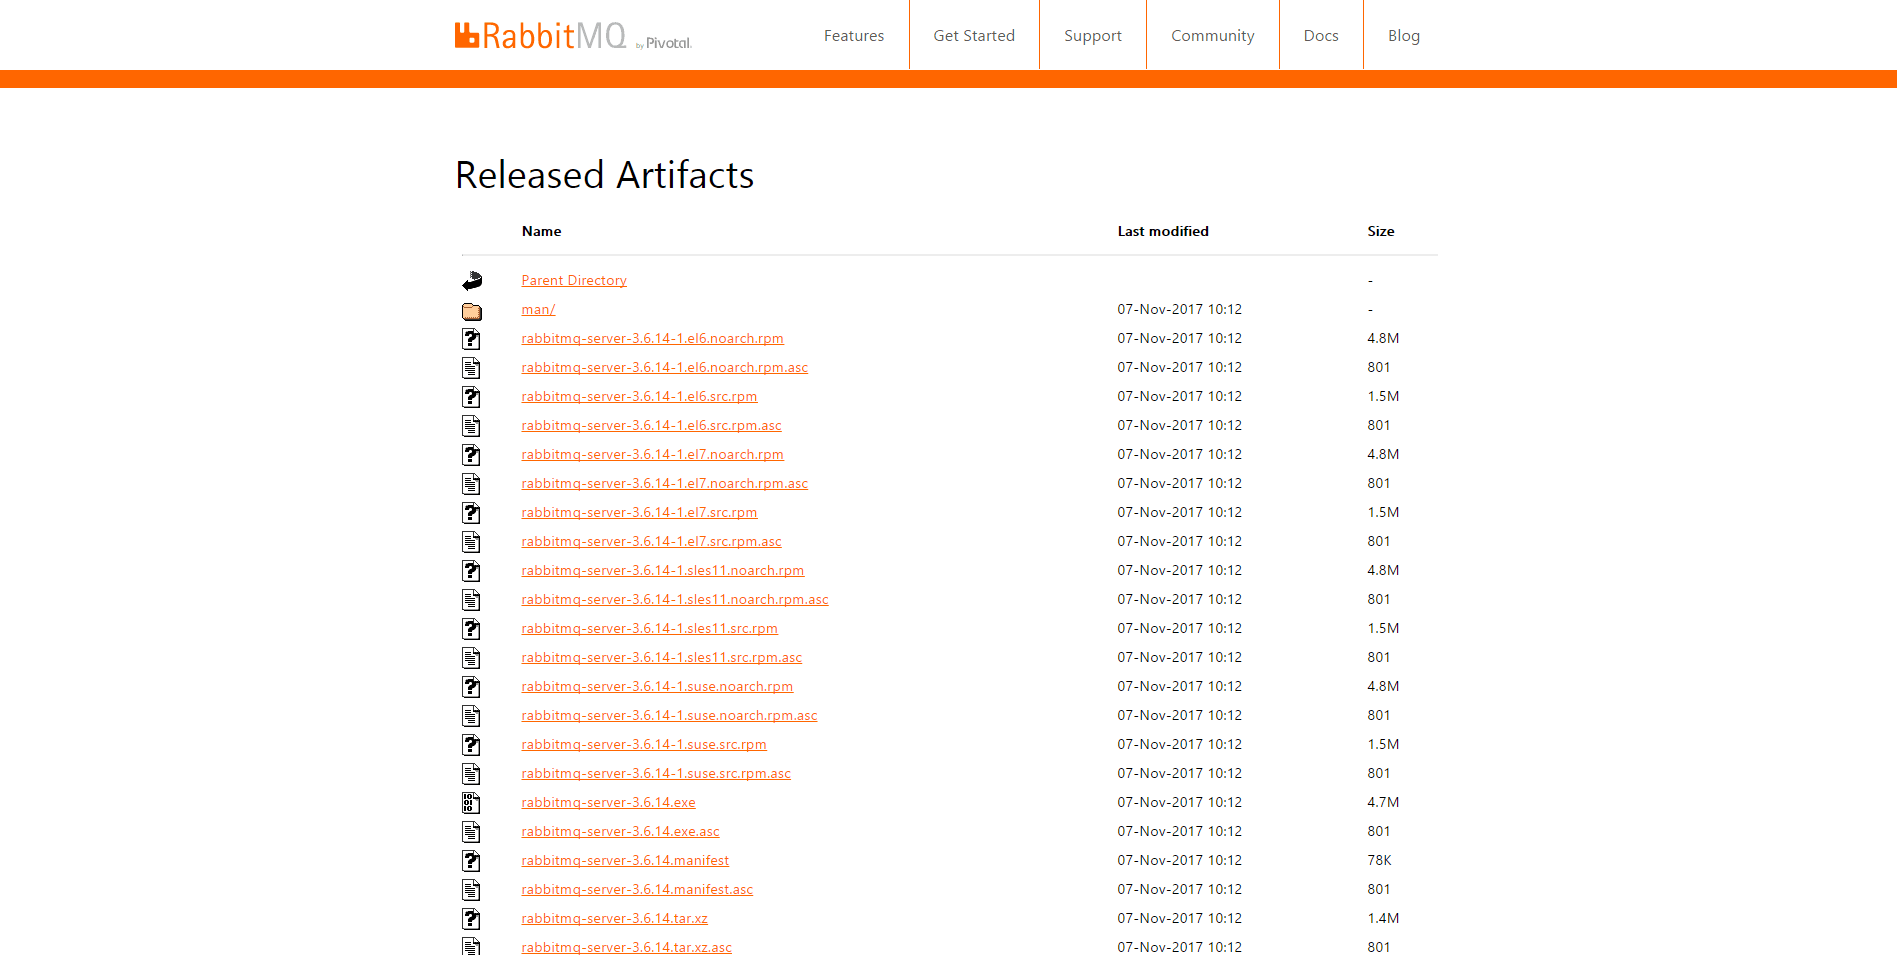 RabbitMQ by Pivotal.
Features Get Started Support Community Docs Blog
Released Artifacts
Name Last modified Size
Parent Directory -
man/ 07-Nov-2017 10:12 -
rabbitmq-server-3.6.14-1.el6.noarch.rpm 07-Nov-2017 10:12 4.8M
rabbitmq-server-3.6.14-1.el6.noarch.rpm.asc 07-Nov-2017 10:12 801
rabbitmq-server-3.6.14-1.el6.src.rpm 07-Nov-2017 10:12 1.5M
rabbitmq-server-3.6.14-1.el6.src.rpm.asc 07-Nov-2017 10:12 801
rabbitmq-server-3.6.14-1.el7.noarch.rpm 07-Nov-2017 10:12 4.8M
rabbitmq-server-3.6.14-1.el7.noarch.rpm.asc 07-Nov-2017 10:12 801
rabbitmq-server-3.6.14-1.el7.src.rpm 07-Nov-2017 10:12 1.5M
rabbitmq-server-3.6.14-1.el7.src.rpm.asc 07-Nov-2017 10:12 801
rabbitmq-server-3.6.14-1.sles11.noarch.rpm 07-Nov-2017 10:12 4.8M
rabbitmq-server-3.6.14-1.sles11.noarch.rpm.asc 07-Nov-2017 10:12 801
rabbitmq-server-3.6.14-1.sles11.src.rpm 07-Nov-2017 10:12 1.5M
rabbitmq-server-3.6.14-1.sles11.src.rpm.asc 07-Nov-2017 10:12 801
rabbitmq-server-3.6.14-1.suse.noarch.rpm 07-Nov-2017 10:12 4.8M
rabbitmq-server-3.6.14-1.suse.noarch.rpm.asc 07-Nov-2017 10:12 801
rabbitmq-server-3.6.14-1.suse.src.rpm 07-Nov-2017 10:12 1.5M
rabbitmq-server-3.6.14-1.suse.src.rpm.asc 07-Nov-2017 10:12 801
rabbitmq-server-3.6.14.exe 07-Nov-2017 10:12 4.7M
rabbitmq-server-3.6.14.exe.asc 07-Nov-2017 10:12 801
rabbitmq-server-3.6.14.manifest 07-Nov-2017 10:12 78K
rabbitmq-server-3.6.14.manifest.asc 07-Nov-2017 10:12 801
rabbitmq-server-3.6.14.tar.xz 07-Nov-2017 10:12 1.4M
rabbitmq-server-3.6.14.tar.xz.asc 07-Nov-2017 10:12 801